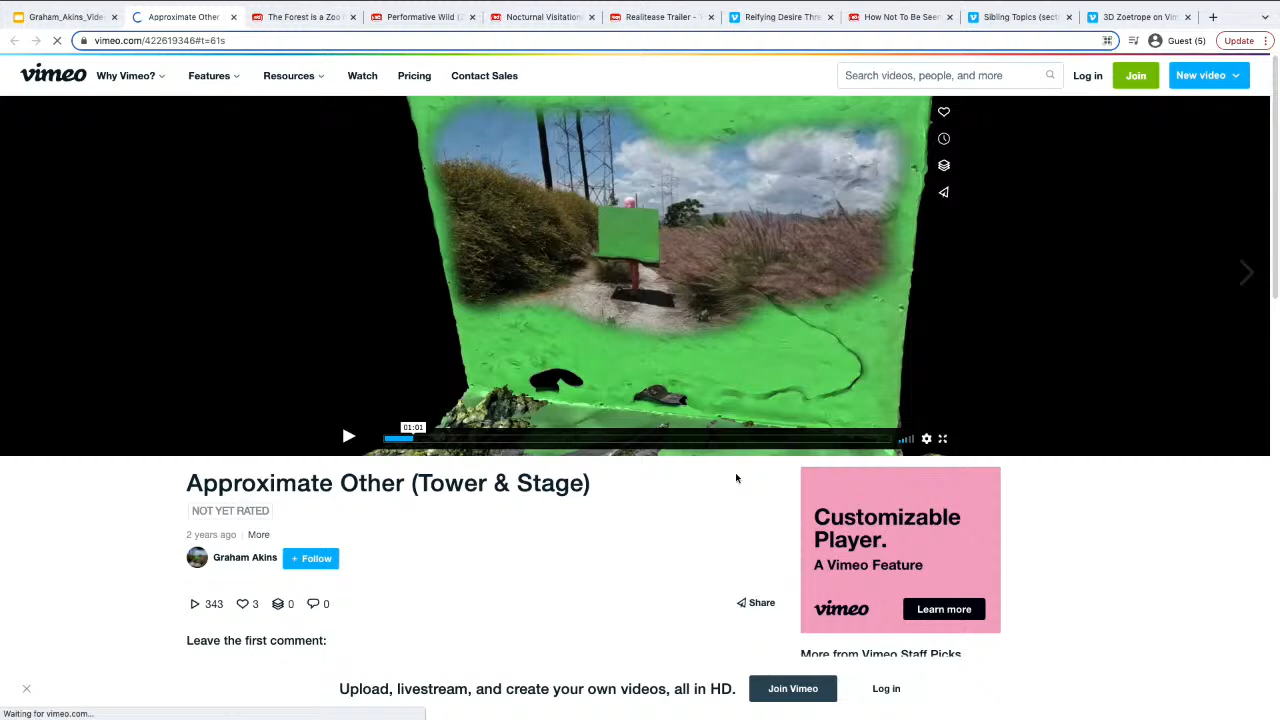 Graham_Akins_Vide
Approximate Other
The Forest is a Zoo
Performative Wild (2
Nocturnal Visitation
Realitease Trailer -
Reifying Desire Thre
How Not To Be Seen
Sibling Topics (sect
3D Zoetrope on Vim
vimeo.com/422619346#t=61s
Guest (5)
Update
vimeo
Why Vimeo?
Features
Resources
Watch
Pricing
Contact Sales
Search videos, people, and more
Log in
Join
New video
01:01
Approximate Other (Tower & Stage)
NOT YET RATED
2 years ago
More
Graham Akins
+ Follow
343
3
0
0
Share
Leave the first comment:
Customizable
Player.
A Vimeo Feature
vimeo
Learn more
More from Vimeo Staff Picks
Upload, livestream, and create your own videos, all in HD.
Join Vimeo
Log in
Waiting for vimeo.com...